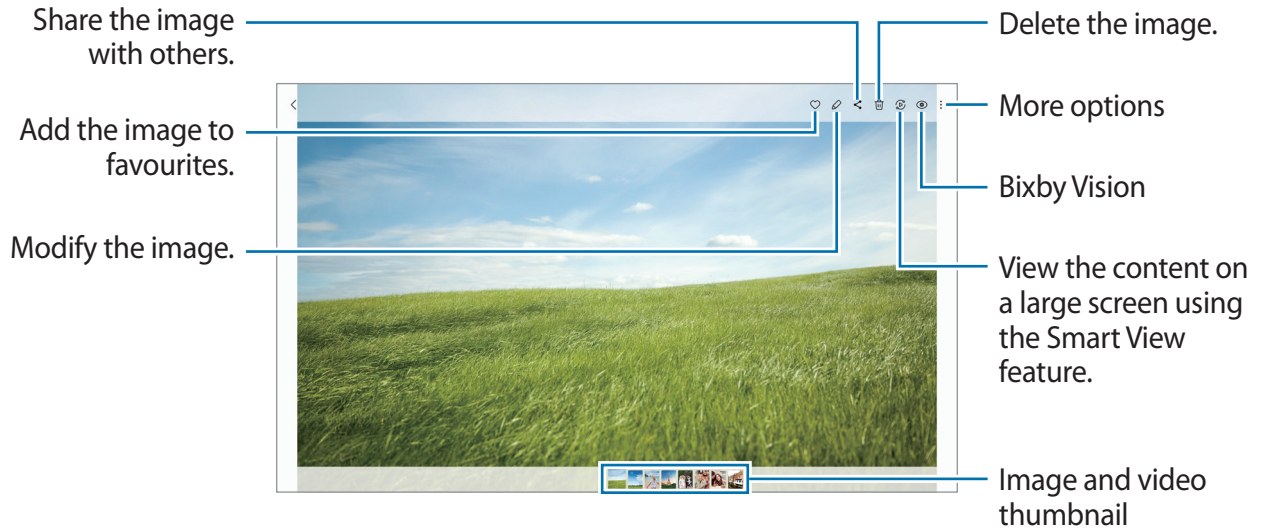 Share the image
with others.
Add the image to
favourites.
Modify the image.
Delete the image.
More options
Bixby Vision
View the content on
a large screen using
the Smart View
feature.
Image and video
thumbnail